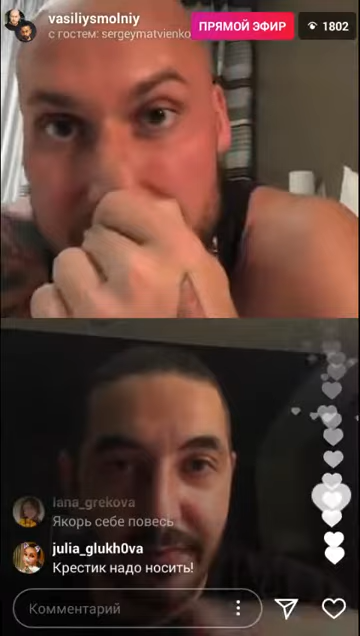 vasiliysmolniy
с гостем: sergeymatvienko
ПРЯМОЙ ЭФИР
1802
lana_grekova
Якорь себе повесь
julia_glukh0va
Крестик надо носить!
Комментарий